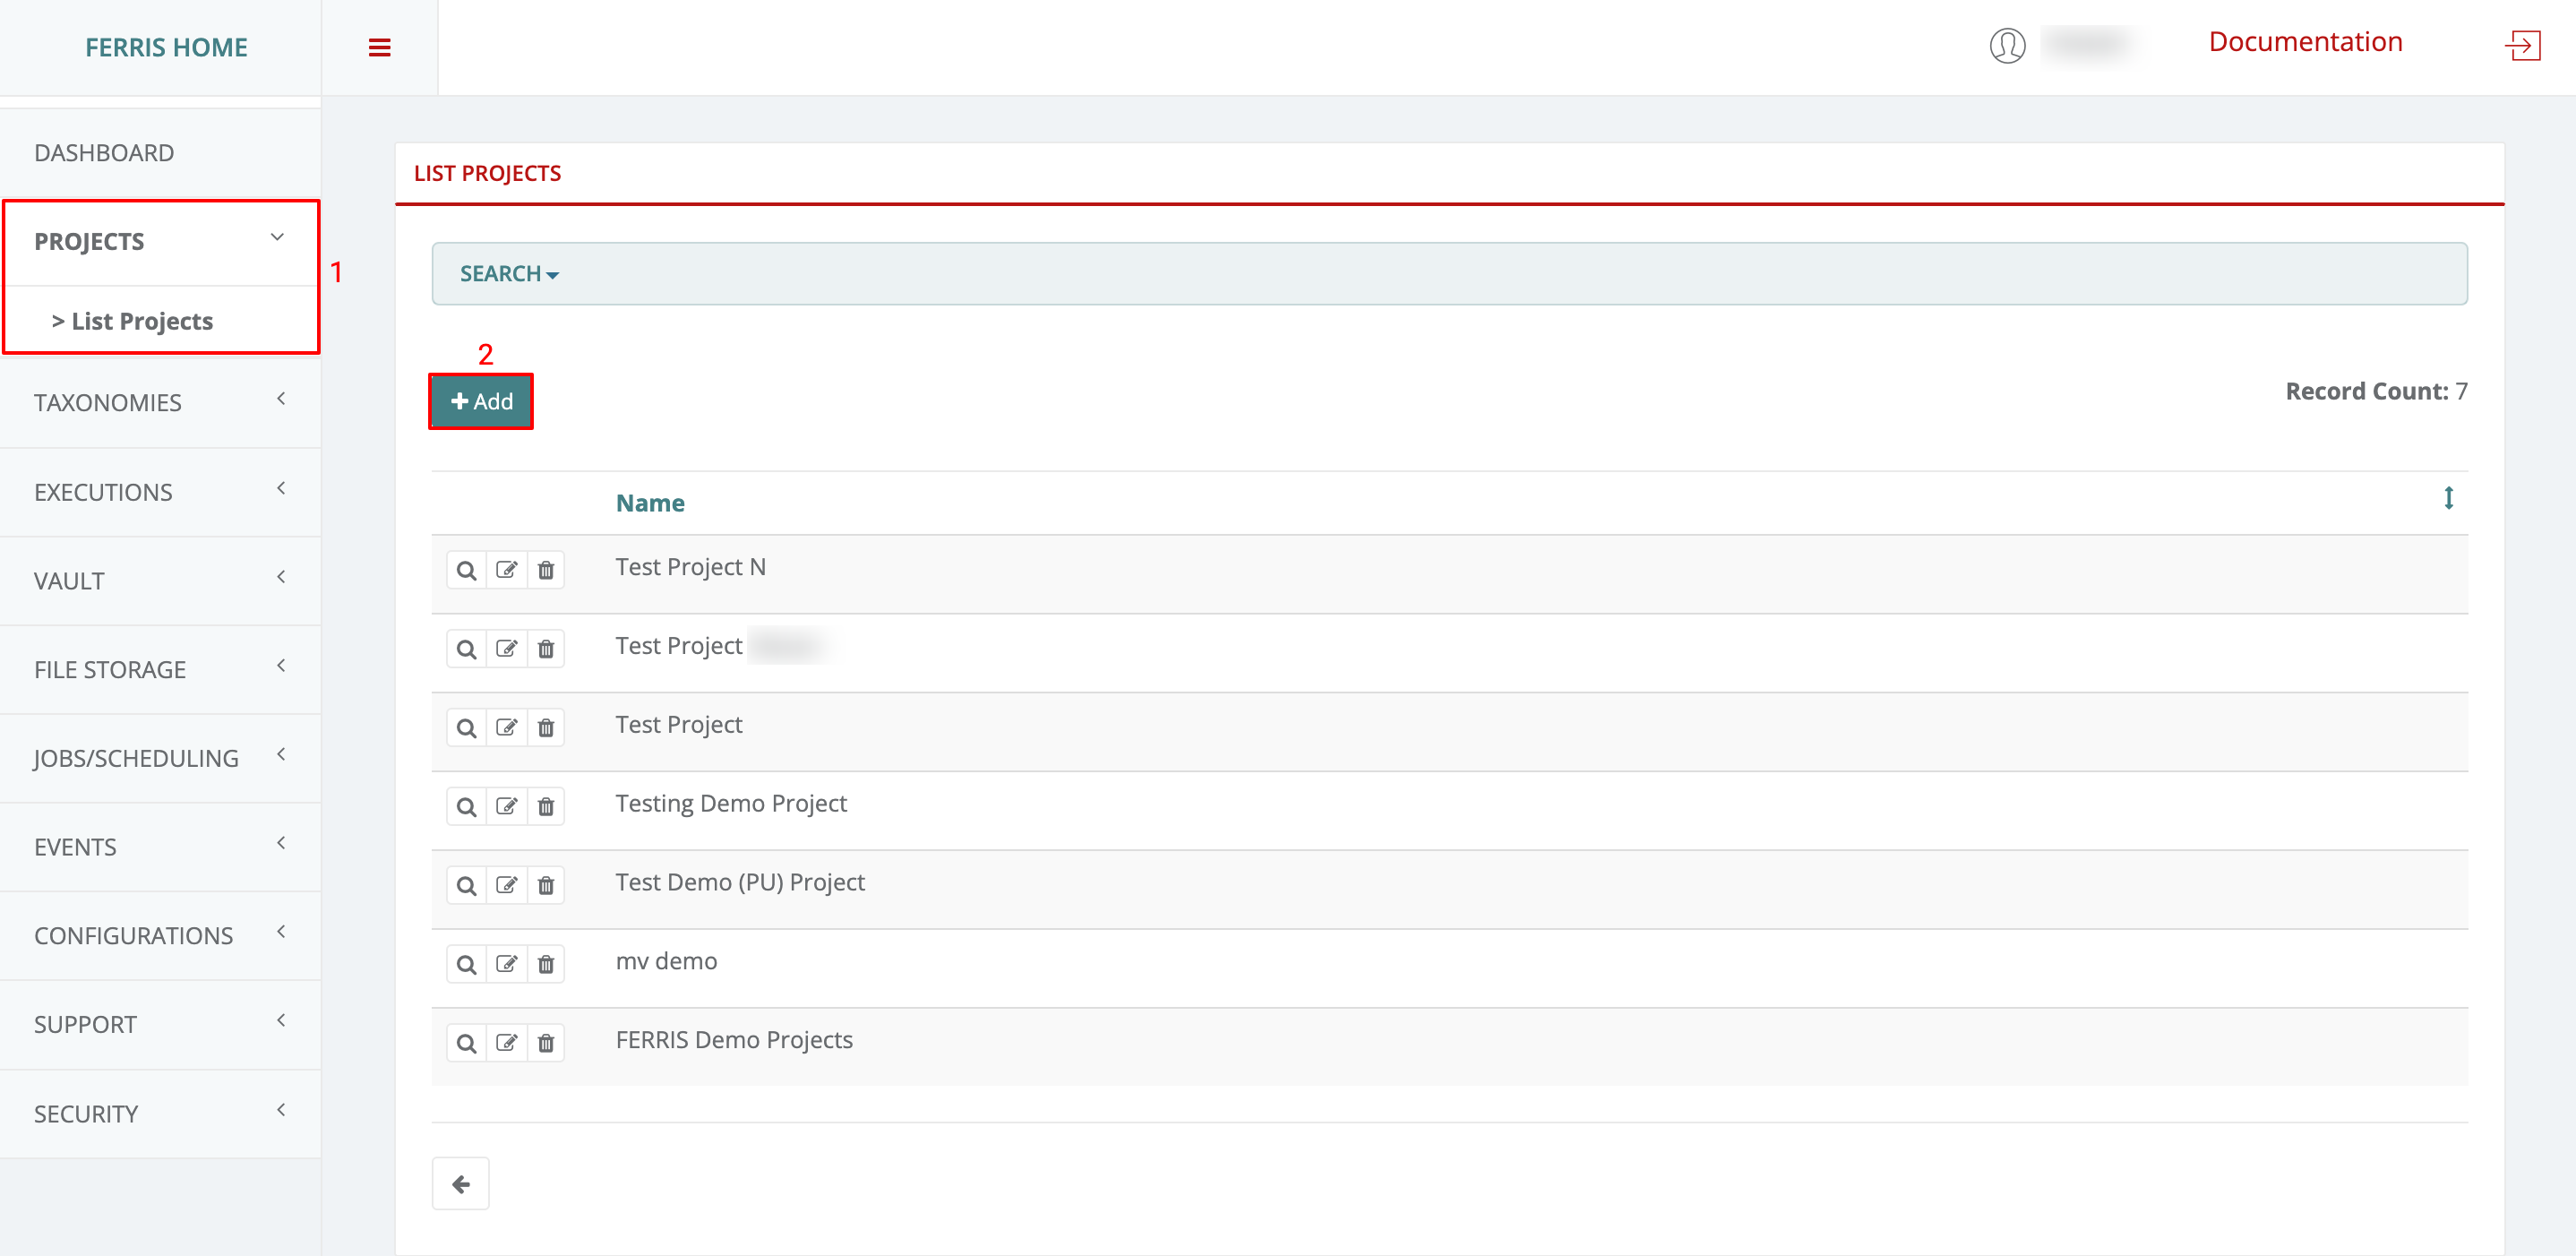 FERRIS HOME
Documentation
DASHBOARD
PROJECTS
> List Projects
1
TAXONOMIES
EXECUTIONS
VAULT
FILE STORAGE
JOBS/SCHEDULING
EVENTS
CONFIGURATIONS
SUPPORT
SECURITY
LIST PROJECTS
SEARCH
2
Add
Record Count: 7
Name
Test Project N
Test Project
Test Project
Testing Demo Project
Test Demo (PU) Project
mv demo
FERRIS Demo Projects